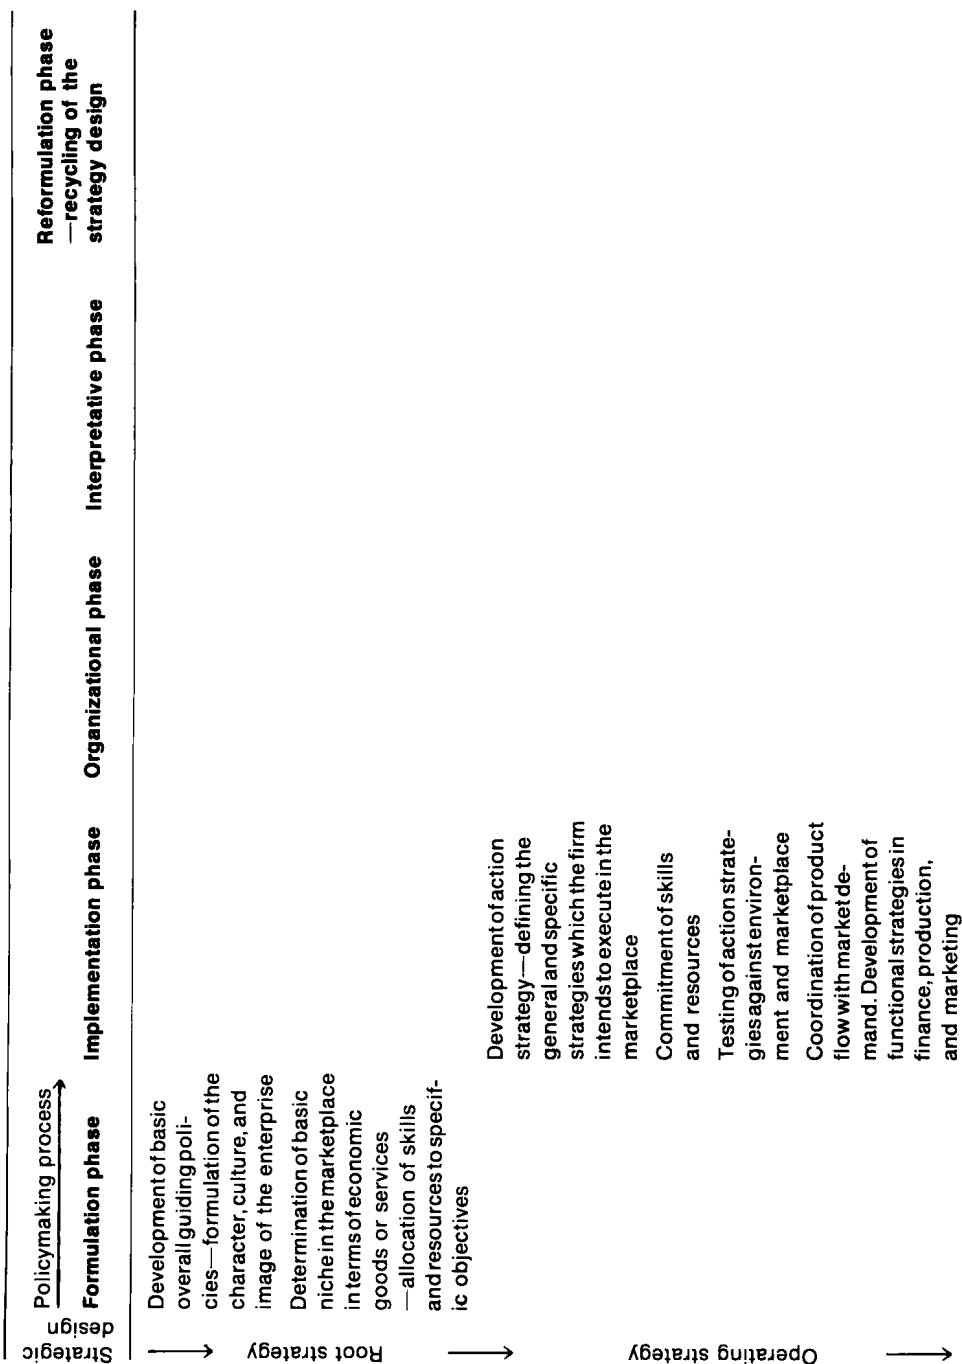 Strategic
design
Policymaking process
Formulation phase
Implementation phase
Organizational phase
Interpretative phase
Reformulation phase
—recycling of the
strategy design
Root strategy
Development of basic
overall guiding poli-
cies—formulation of the
character, culture, and
image of the enterprise
Determination of basic
niche in the marketplace
in terms of economic
goods or services
—allocation of skills
and resources to specif-
ic objectives
Operating strategy
Development of action
strategy—defining the
general and specific
strategies which the firm
intends to execute in the
marketplace
Commitment of skills
and resources
Testing of action strate-
gies against environ-
ment and marketplace
Coordination of product
flow with market de-
mand. Development of
functional strategies in
finance, production,
and marketing